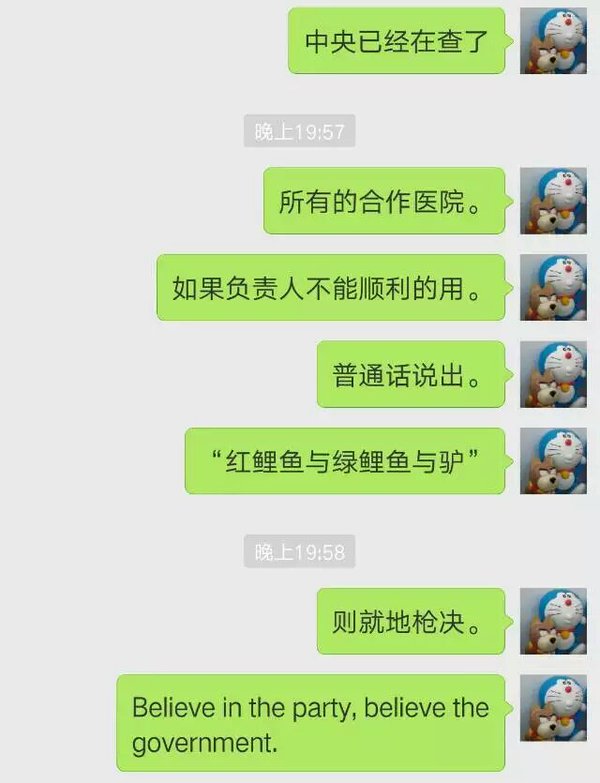 中央已经在查了
晚上19:57
所有的合作医院。
如果负责人不能顺利的用。
普通话说出。
“红鲤鱼与绿鲤鱼与驴”
晚上19:58
则就地枪决。
Believe in the party, believe the
government.